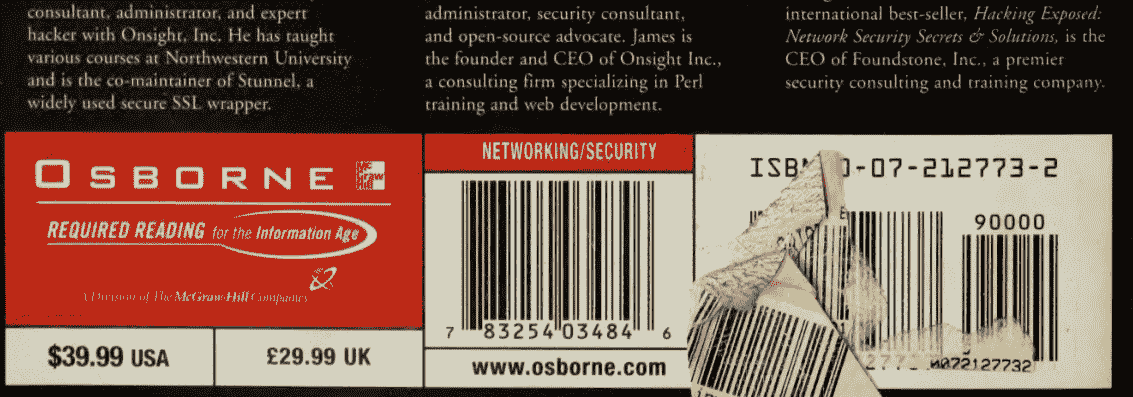 consultant, administrator, and expert
hacker with Onsight, Inc. He has taught
various courses at Northwestern University
and is the co-maintainer of Stunnel, a
widely used secure SSL wrapper.
administrator, security consultant,
and open-source advocate. James is
the founder and CEO of Onsight Inc.,
a consulting firm specializing in Perl
training and web development.
international best-seller, Hacking Exposed:
Network Security Secrets & Solutions, is the
CEO of Foundstone, Inc., a premier
security consulting and training company.
OSBORNE
Mc
Graw
Hill
REQUIRED READING for the Information Age
A Division of The McGraw-Hill Companies
$39.99 USA
£29.99 UK
NETWORKING/SECURITY
7 83254 03484 6
www.osborne.com
0-07-212773-2
90000
0072127732